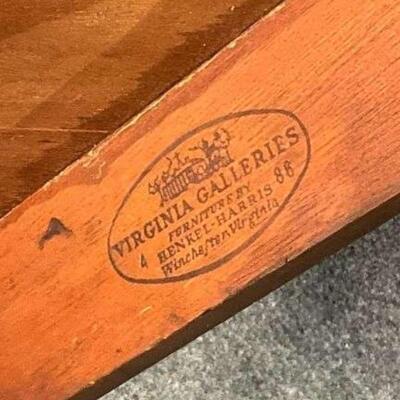 VIRGINIA GALLERIES
FURNITURE BY
4 HENKEL-HARRIS 86
Winchester Virginia